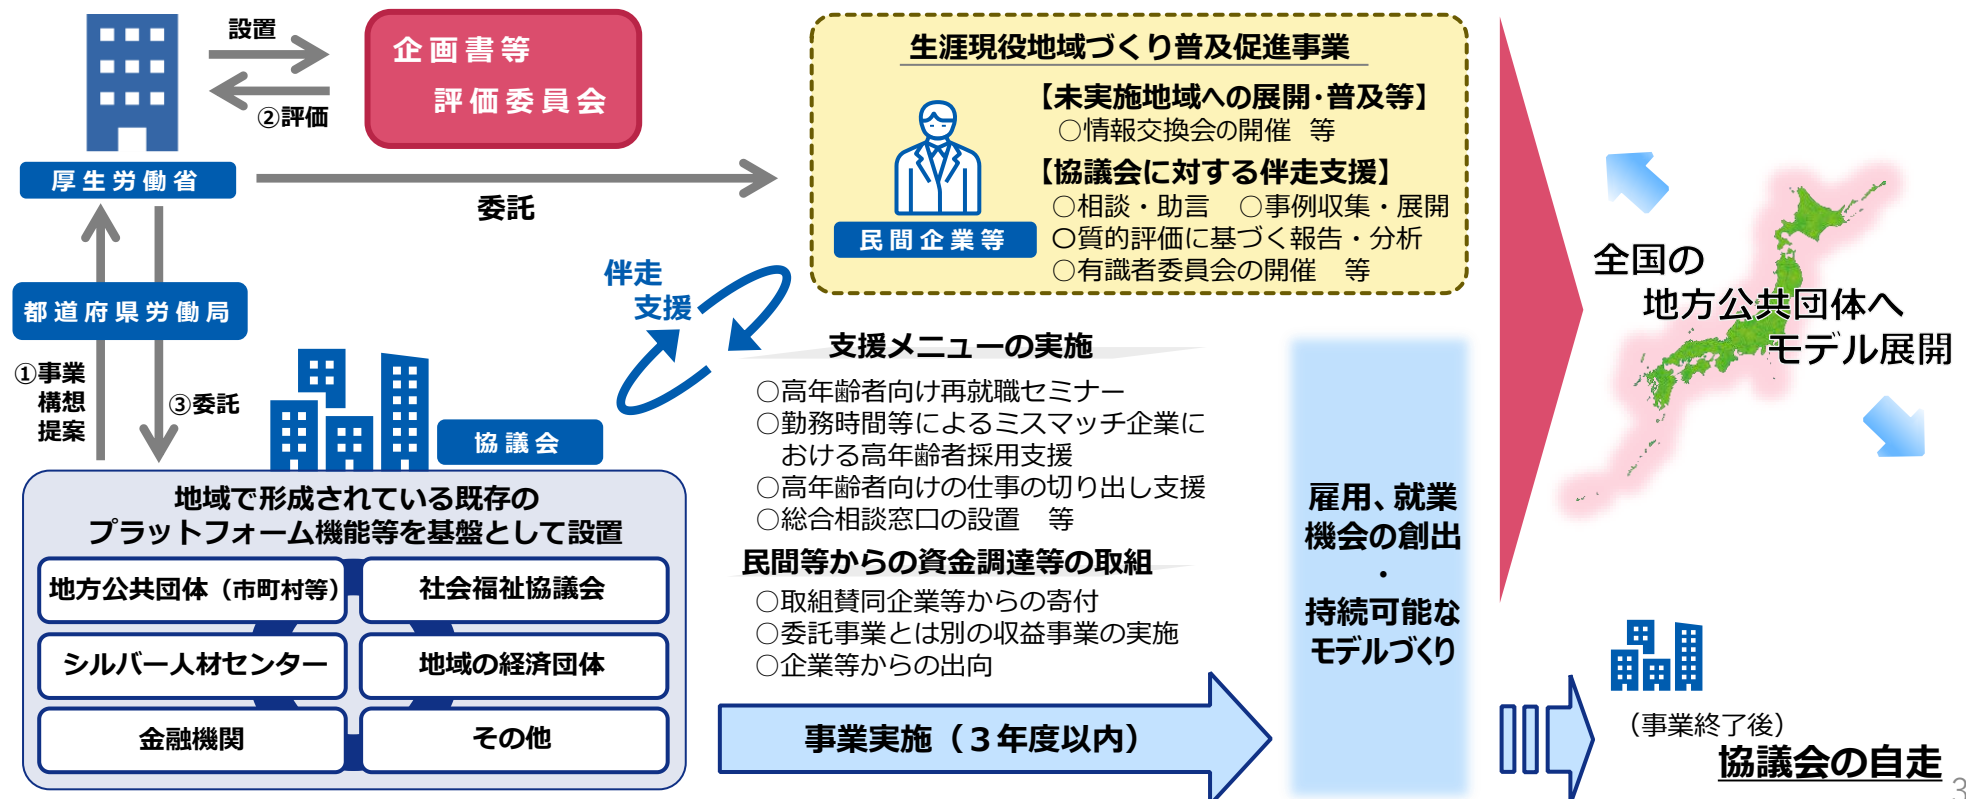 設置
②評価
企画書等
評価委員会
厚生労働省
委託
都道府県労働局
①事業
構想
提案
③委託
生涯現役地域づくり普及促進事業
【未実施地域への展開・普及等】
○情報交換会の開催　等
【協議会に対する伴走支援】
○相談・助言　○事例収集・展開
○質的評価に基づく報告・分析
○有識者委員会の開催　等
民間企業等
伴走
支援
協議会
地域で形成されている既存の
プラットフォーム機能等を基盤として設置
地方公共団体（市町村等）
社会福祉協議会
シルバー人材センター
地域の経済団体
金融機関
その他
支援メニューの実施
○高年齢者向け再就職セミナー
○勤務時間等によるミスマッチ企業に
おける高年齢者採用支援
○高年齢者向けの仕事の切り出し支援
○総合相談窓口の設置　等
民間等からの資金調達等の取組
○取組賛同企業等からの寄付
○委託事業とは別の収益事業の実施
○企業等からの出向
事業実施（３年度以内）
雇用、就業
機会の創出
・
持続可能な
モデルづくり
全国の
地方公共団体へ
モデル展開
（事業終了後）
協議会の自走
3